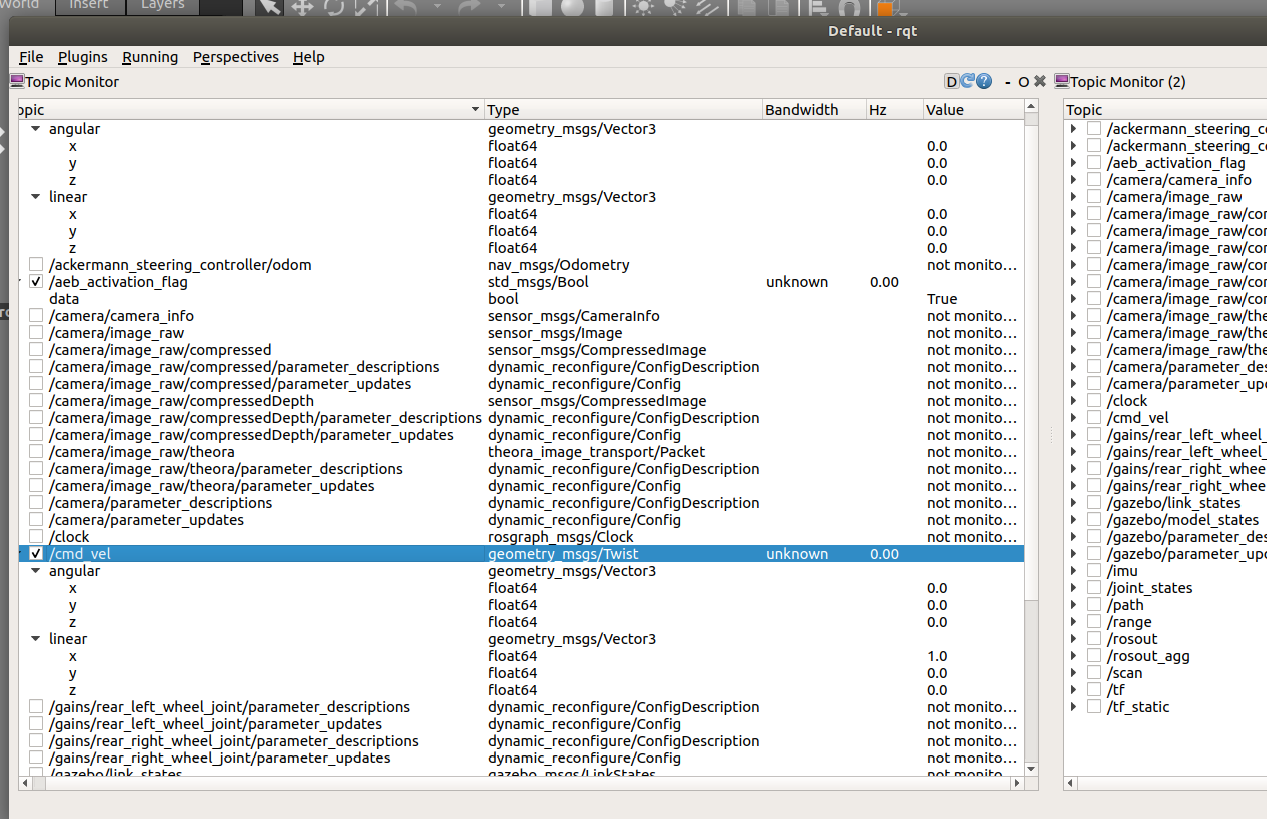 World Insert Layers
Default - rqt
File Plugins Running Perspectives Help
Topic Monitor D ? - O Topic Monitor (2)
opic Type Bandwidth Hz Value
angular geometry_msgs/Vector3
x float64 0.0
y float64 0.0
z float64 0.0
linear geometry_msgs/Vector3
x float64 0.0
y float64 0.0
z float64 0.0
/ackermann_steering_controller/odom nav_msgs/Odometry not monito...
/aeb_activation_flag std_msgs/Bool unknown 0.00
data bool True
/camera/camera_info sensor_msgs/CameraInfo not monito...
/camera/image_raw sensor_msgs/Image not monito...
/camera/image_raw/compressed sensor_msgs/CompressedImage not monito...
/camera/image_raw/compressed/parameter_descriptions dynamic_reconfigure/ConfigDescription not monito...
/camera/image_raw/compressed/parameter_updates dynamic_reconfigure/Config not monito...
/camera/image_raw/compressedDepth sensor_msgs/CompressedImage not monito...
/camera/image_raw/compressedDepth/parameter_descriptions dynamic_reconfigure/ConfigDescription not monito...
/camera/image_raw/compressedDepth/parameter_updates dynamic_reconfigure/Config not monito...
/camera/image_raw/theora theora_image_transport/Packet not monito...
/camera/image_raw/theora/parameter_descriptions dynamic_reconfigure/ConfigDescription not monito...
/camera/image_raw/theora/parameter_updates dynamic_reconfigure/Config not monito...
/camera/parameter_descriptions dynamic_reconfigure/ConfigDescription not monito...
/camera/parameter_updates dynamic_reconfigure/Config not monito...
/clock rosgraph_msgs/Clock not monito...
/cmd_vel geometry_msgs/Twist unknown 0.00
angular geometry_msgs/Vector3
x float64 0.0
y float64 0.0
z float64 0.0
linear geometry_msgs/Vector3
x float64 1.0
y float64 0.0
z float64 0.0
/gains/rear_left_wheel_joint/parameter_descriptions dynamic_reconfigure/ConfigDescription not monito...
/gains/rear_left_wheel_joint/parameter_updates dynamic_reconfigure/Config not monito...
/gains/rear_right_wheel_joint/parameter_descriptions dynamic_reconfigure/ConfigDescription not monito...
/gains/rear_right_wheel_joint/parameter_updates dynamic_reconfigure/Config not monito...
/gazebo/link_states gazebo_msgs/LinkStates not monito...
Topic
/ackermann_steering_co
/ackermann_steering_co
/aeb_activation_flag
/camera/camera_info
/camera/image_raw
/camera/image_raw/con
/camera/image_raw/con
/camera/image_raw/con
/camera/image_raw/con
/camera/image_raw/con
/camera/image_raw/con
/camera/image_raw/the
/camera/image_raw/the
/camera/image_raw/the
/camera/parameter_des
/camera/parameter_upd
/clock
/cmd_vel
/gains/rear_left_wheel_
/gains/rear_left_wheel_
/gains/rear_right_whee
/gains/rear_right_whee
/gazebo/link_states
/gazebo/model_states
/gazebo/parameter_des
/gazebo/parameter_upd
/imu
/joint_states
/path
/range
/rosout
/rosout_agg
/scan
/tf
/tf_static